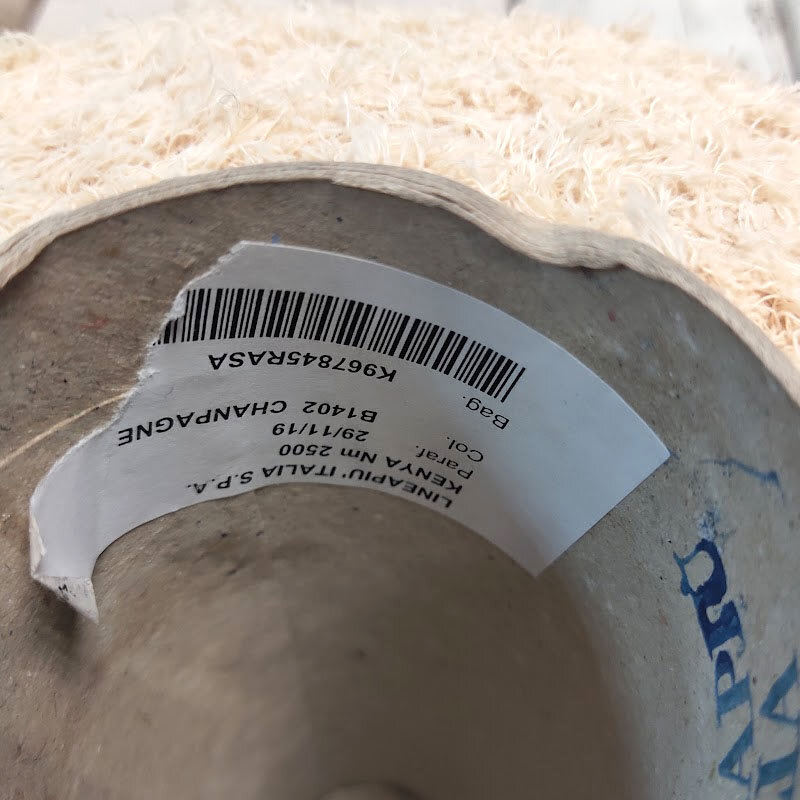 LINEAPIU' ITALIA S.P.A.
KENYA Nm 2500
Paraf. 29/11/19
Col. B1402 CHANPAGNE
Bag. K967845RASA